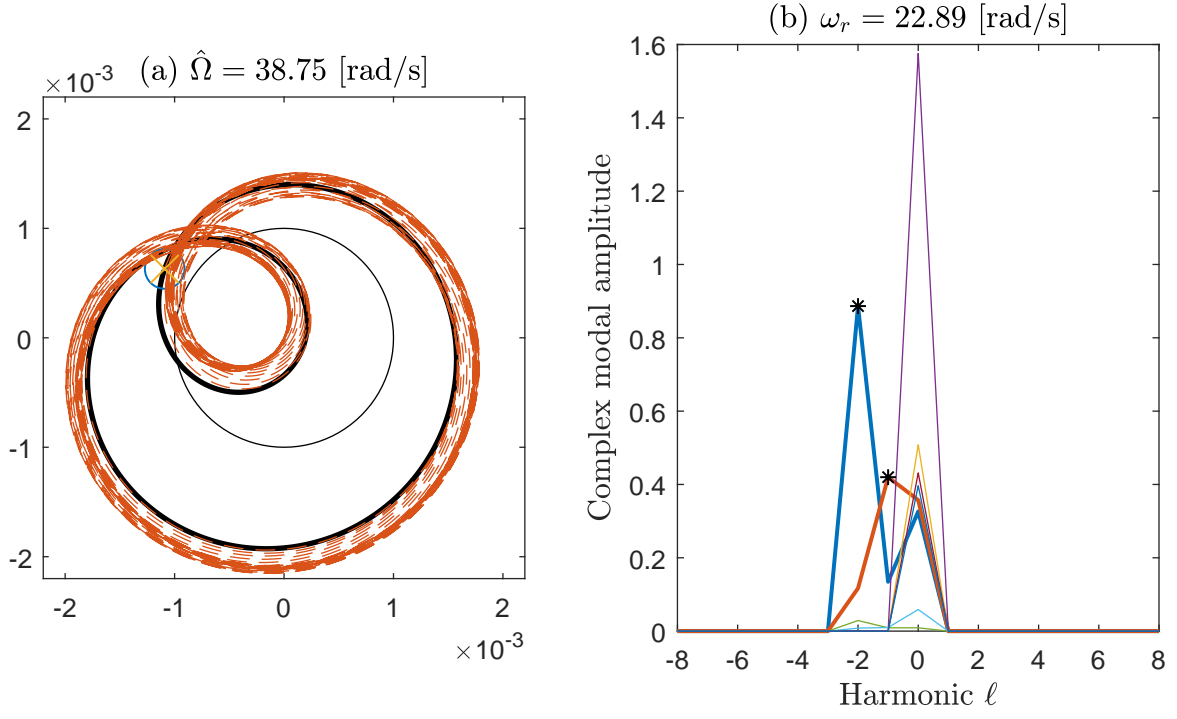 (a) Ω̂ = 38.75 [rad/s]
×10⁻³
2
1
0
-1
-2
-2 -1 0 1 2
×10⁻³
(b) ωᵣ = 22.89 [rad/s]
Complex modal amplitude
1.6
1.4
1.2
1
0.8
0.6
0.4
0.2
0
-8 -6 -4 -2 0 2 4 6 8
Harmonic ℓ